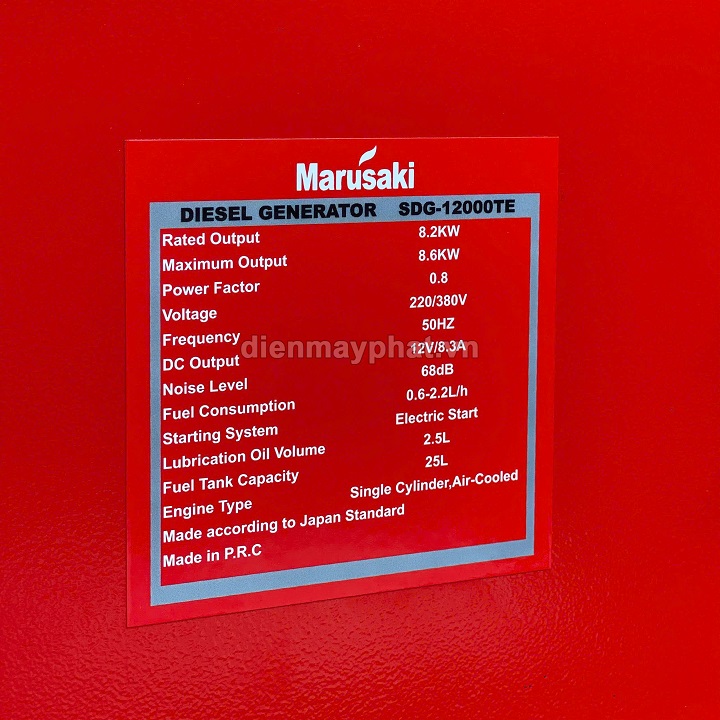 Marusaki
DIESEL GENERATOR SDG-12000TE
Rated Output 8.2KW
Maximum Output 8.6KW
Power Factor 0.8
Voltage 220/380V
Frequency 50HZ
DC Output 12V/8.3A
Noise Level 68dB
Fuel Consumption 0.6-2.2L/h
Starting System Electric Start
Lubrication Oil Volume 2.5L
Fuel Tank Capacity 25L
Engine Type Single Cylinder,Air-Cooled
Made according to Japan Standard
Made in P.R.C
dienmayphat.vn